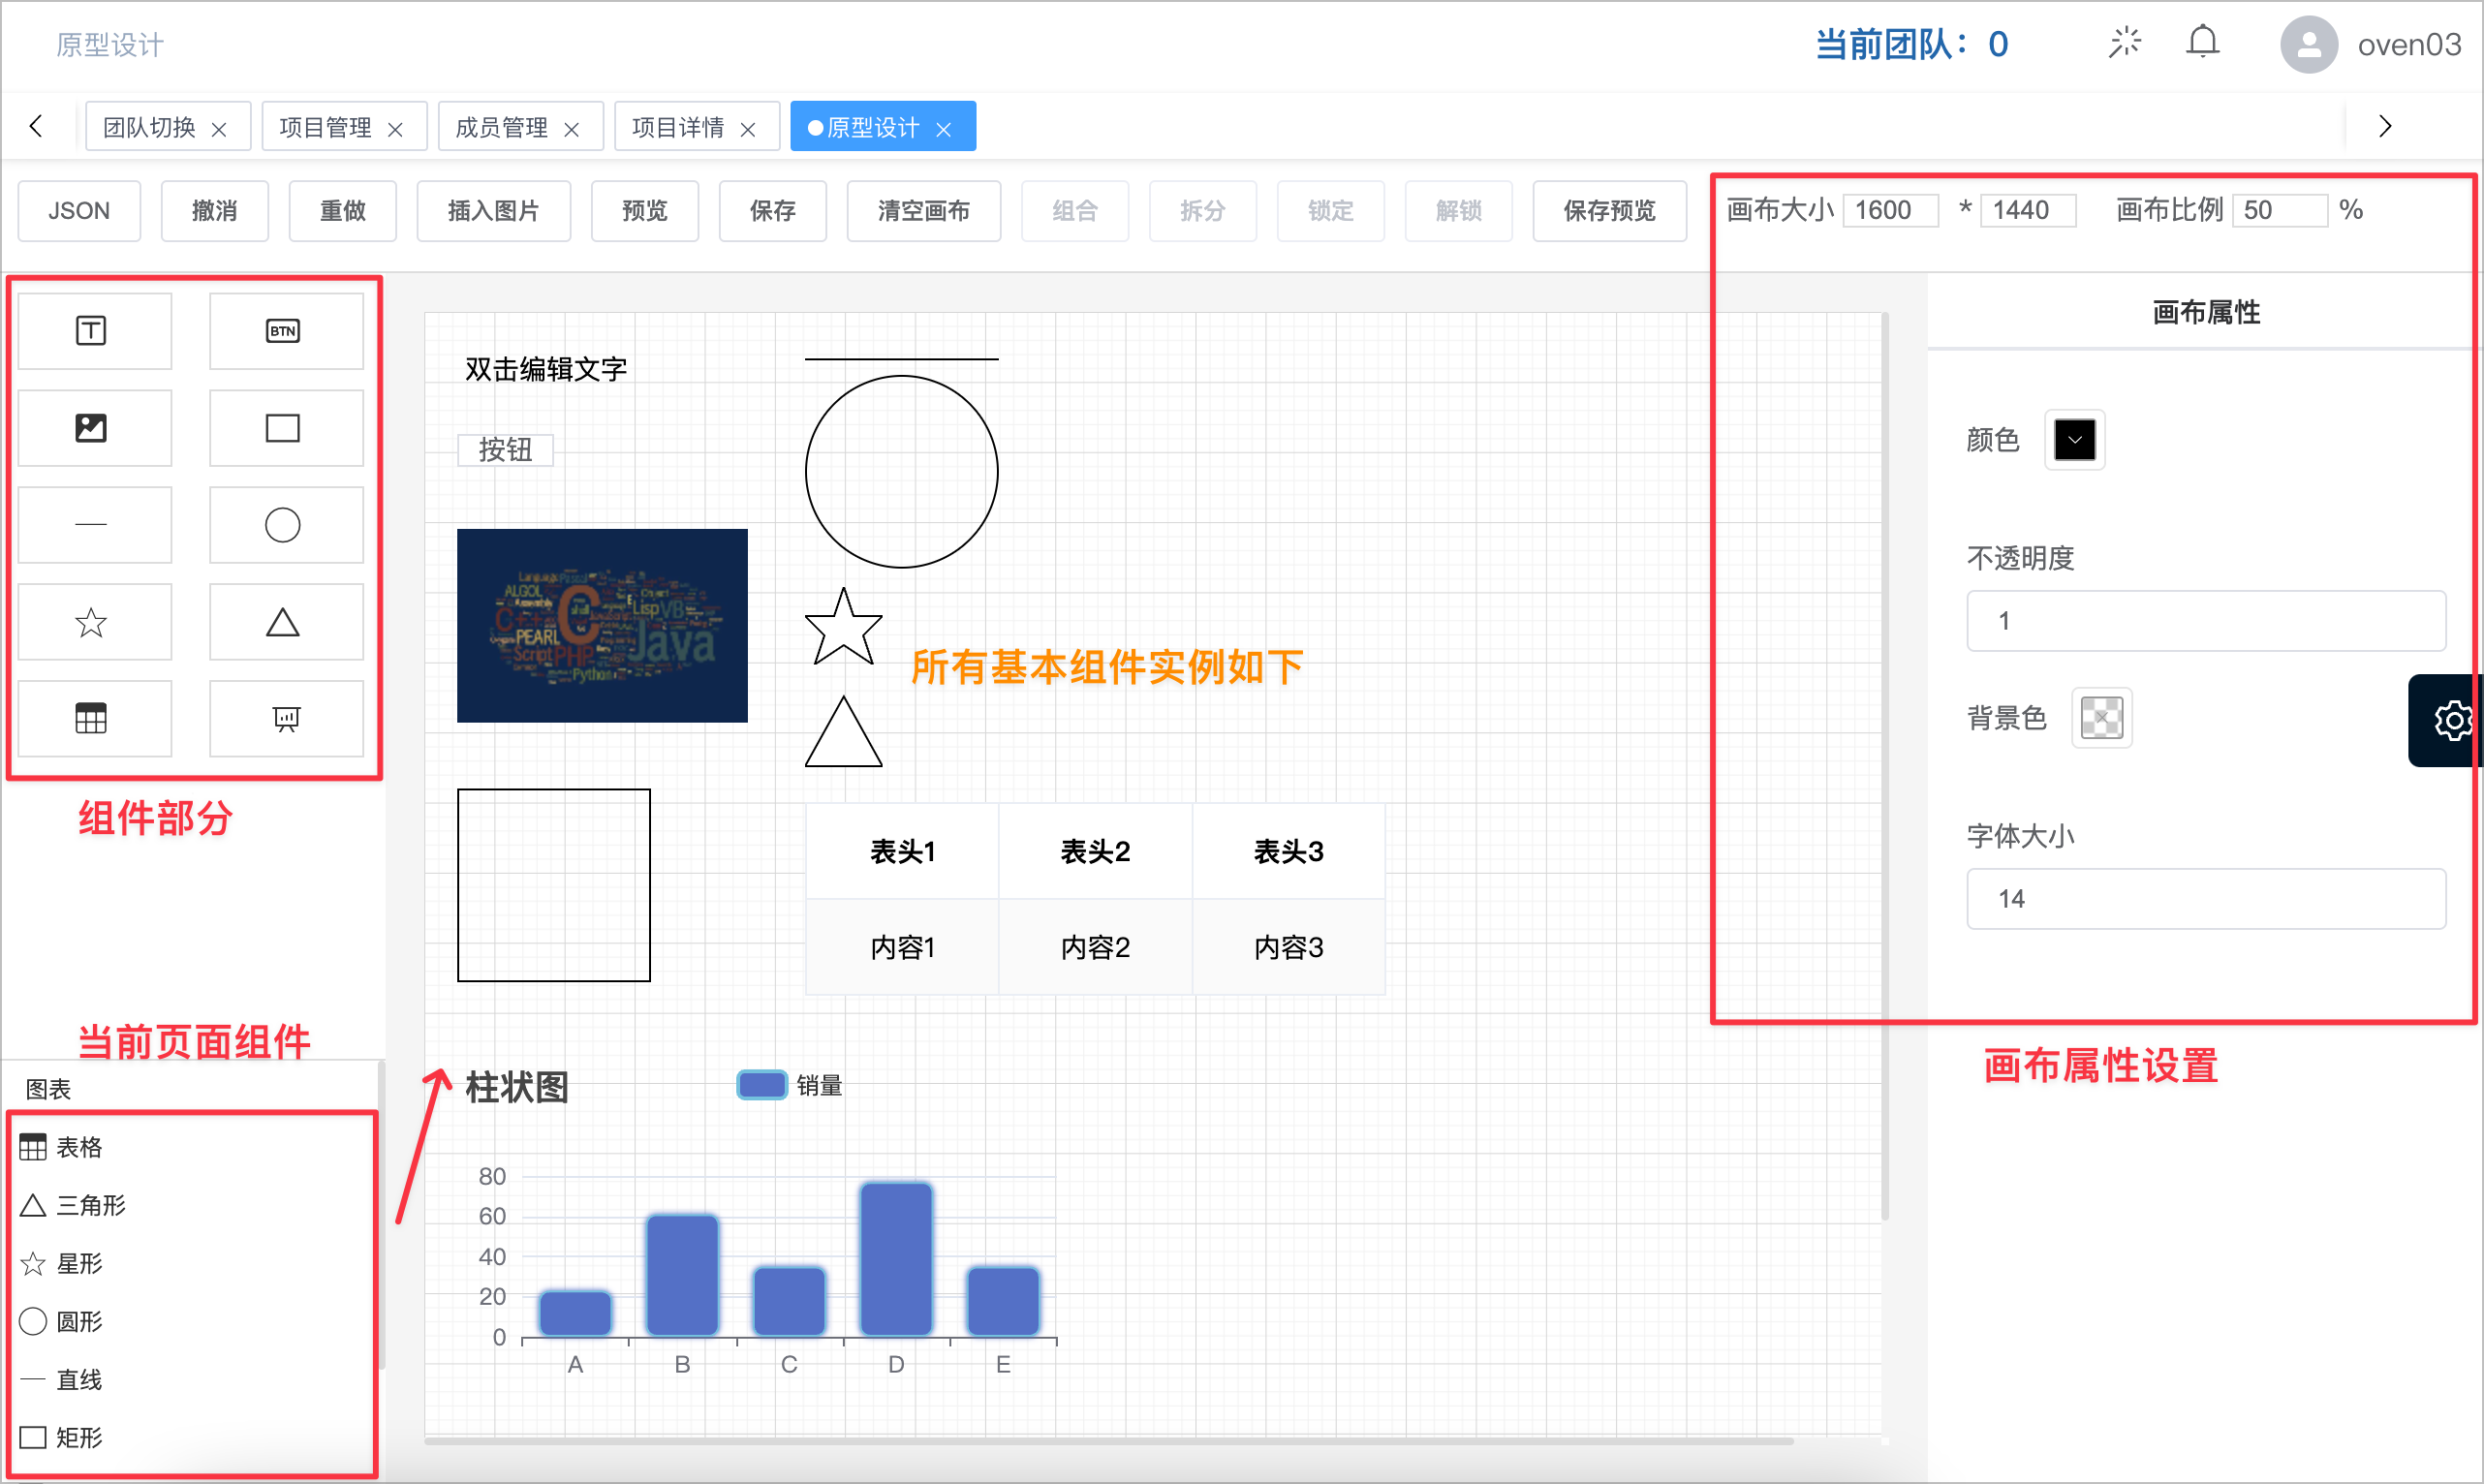 原型设计
当前团队：0
oven03
团队切换
项目管理
成员管理
项目详情
原型设计
JSON
撤消
重做
插入图片
预览
保存
清空画布
组合
拆分
锁定
解锁
保存预览
画布大小 1600 * 1440
画布比例 50 %
BTN
组件部分
当前页面组件
图表
表格
三角形
星形
圆形
直线
矩形
双击编辑文字
按钮
ALGOL
C
Lisp VB
C++
PEARL
Java
Script PHP
Python
所有基本组件实例如下
表头1 表头2 表头3
内容1 内容2 内容3
柱状图
销量
80
60
40
20
0
A B C D E
画布属性
颜色
不透明度
1
背景色
字体大小
14
画布属性设置